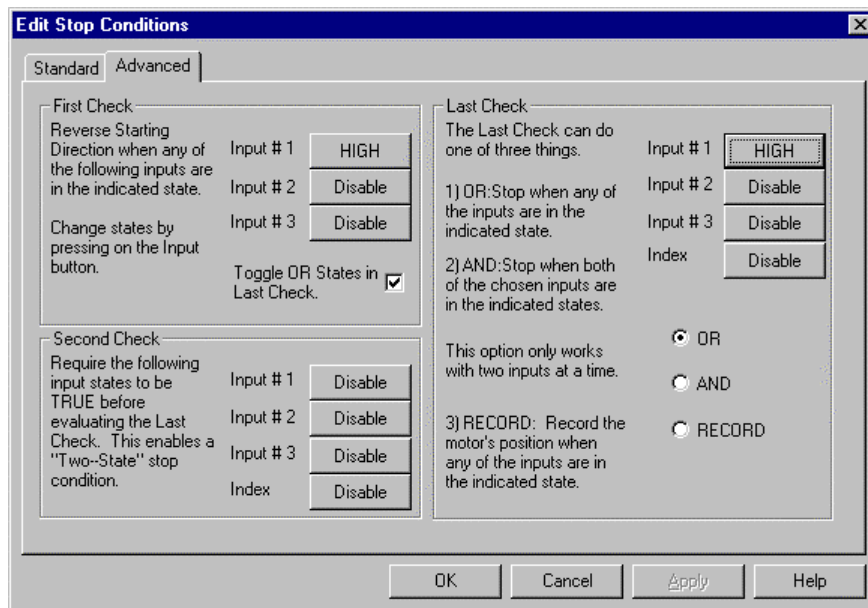 Edit Stop Conditions
Standard
Advanced
First Check
Reverse Starting
Direction when any of
the following inputs are
in the indicated state.
Change states by
pressing on the Input
button.
Input # 1
HIGH
Input # 2
Disable
Input # 3
Disable
Toggle OR States in
Last Check.
Second Check
Require the following
input states to be
TRUE before
evaluating the Last
Check. This enables a
"Two--State" stop
condition.
Input # 1
Disable
Input # 2
Disable
Input # 3
Disable
Index
Disable
Last Check
The Last Check can do
one of three things.
1) OR:Stop when any of
the inputs are in the
indicated state.
2) AND:Stop when both
of the chosen inputs are
in the indicated states.
This option only works
with two inputs at a time.
3) RECORD: Record the
motor's position when
any of the inputs are in
the indicated state.
Input # 1
HIGH
Input # 2
Disable
Input # 3
Disable
Index
Disable
OR
AND
RECORD
OK
Cancel
Apply
Help